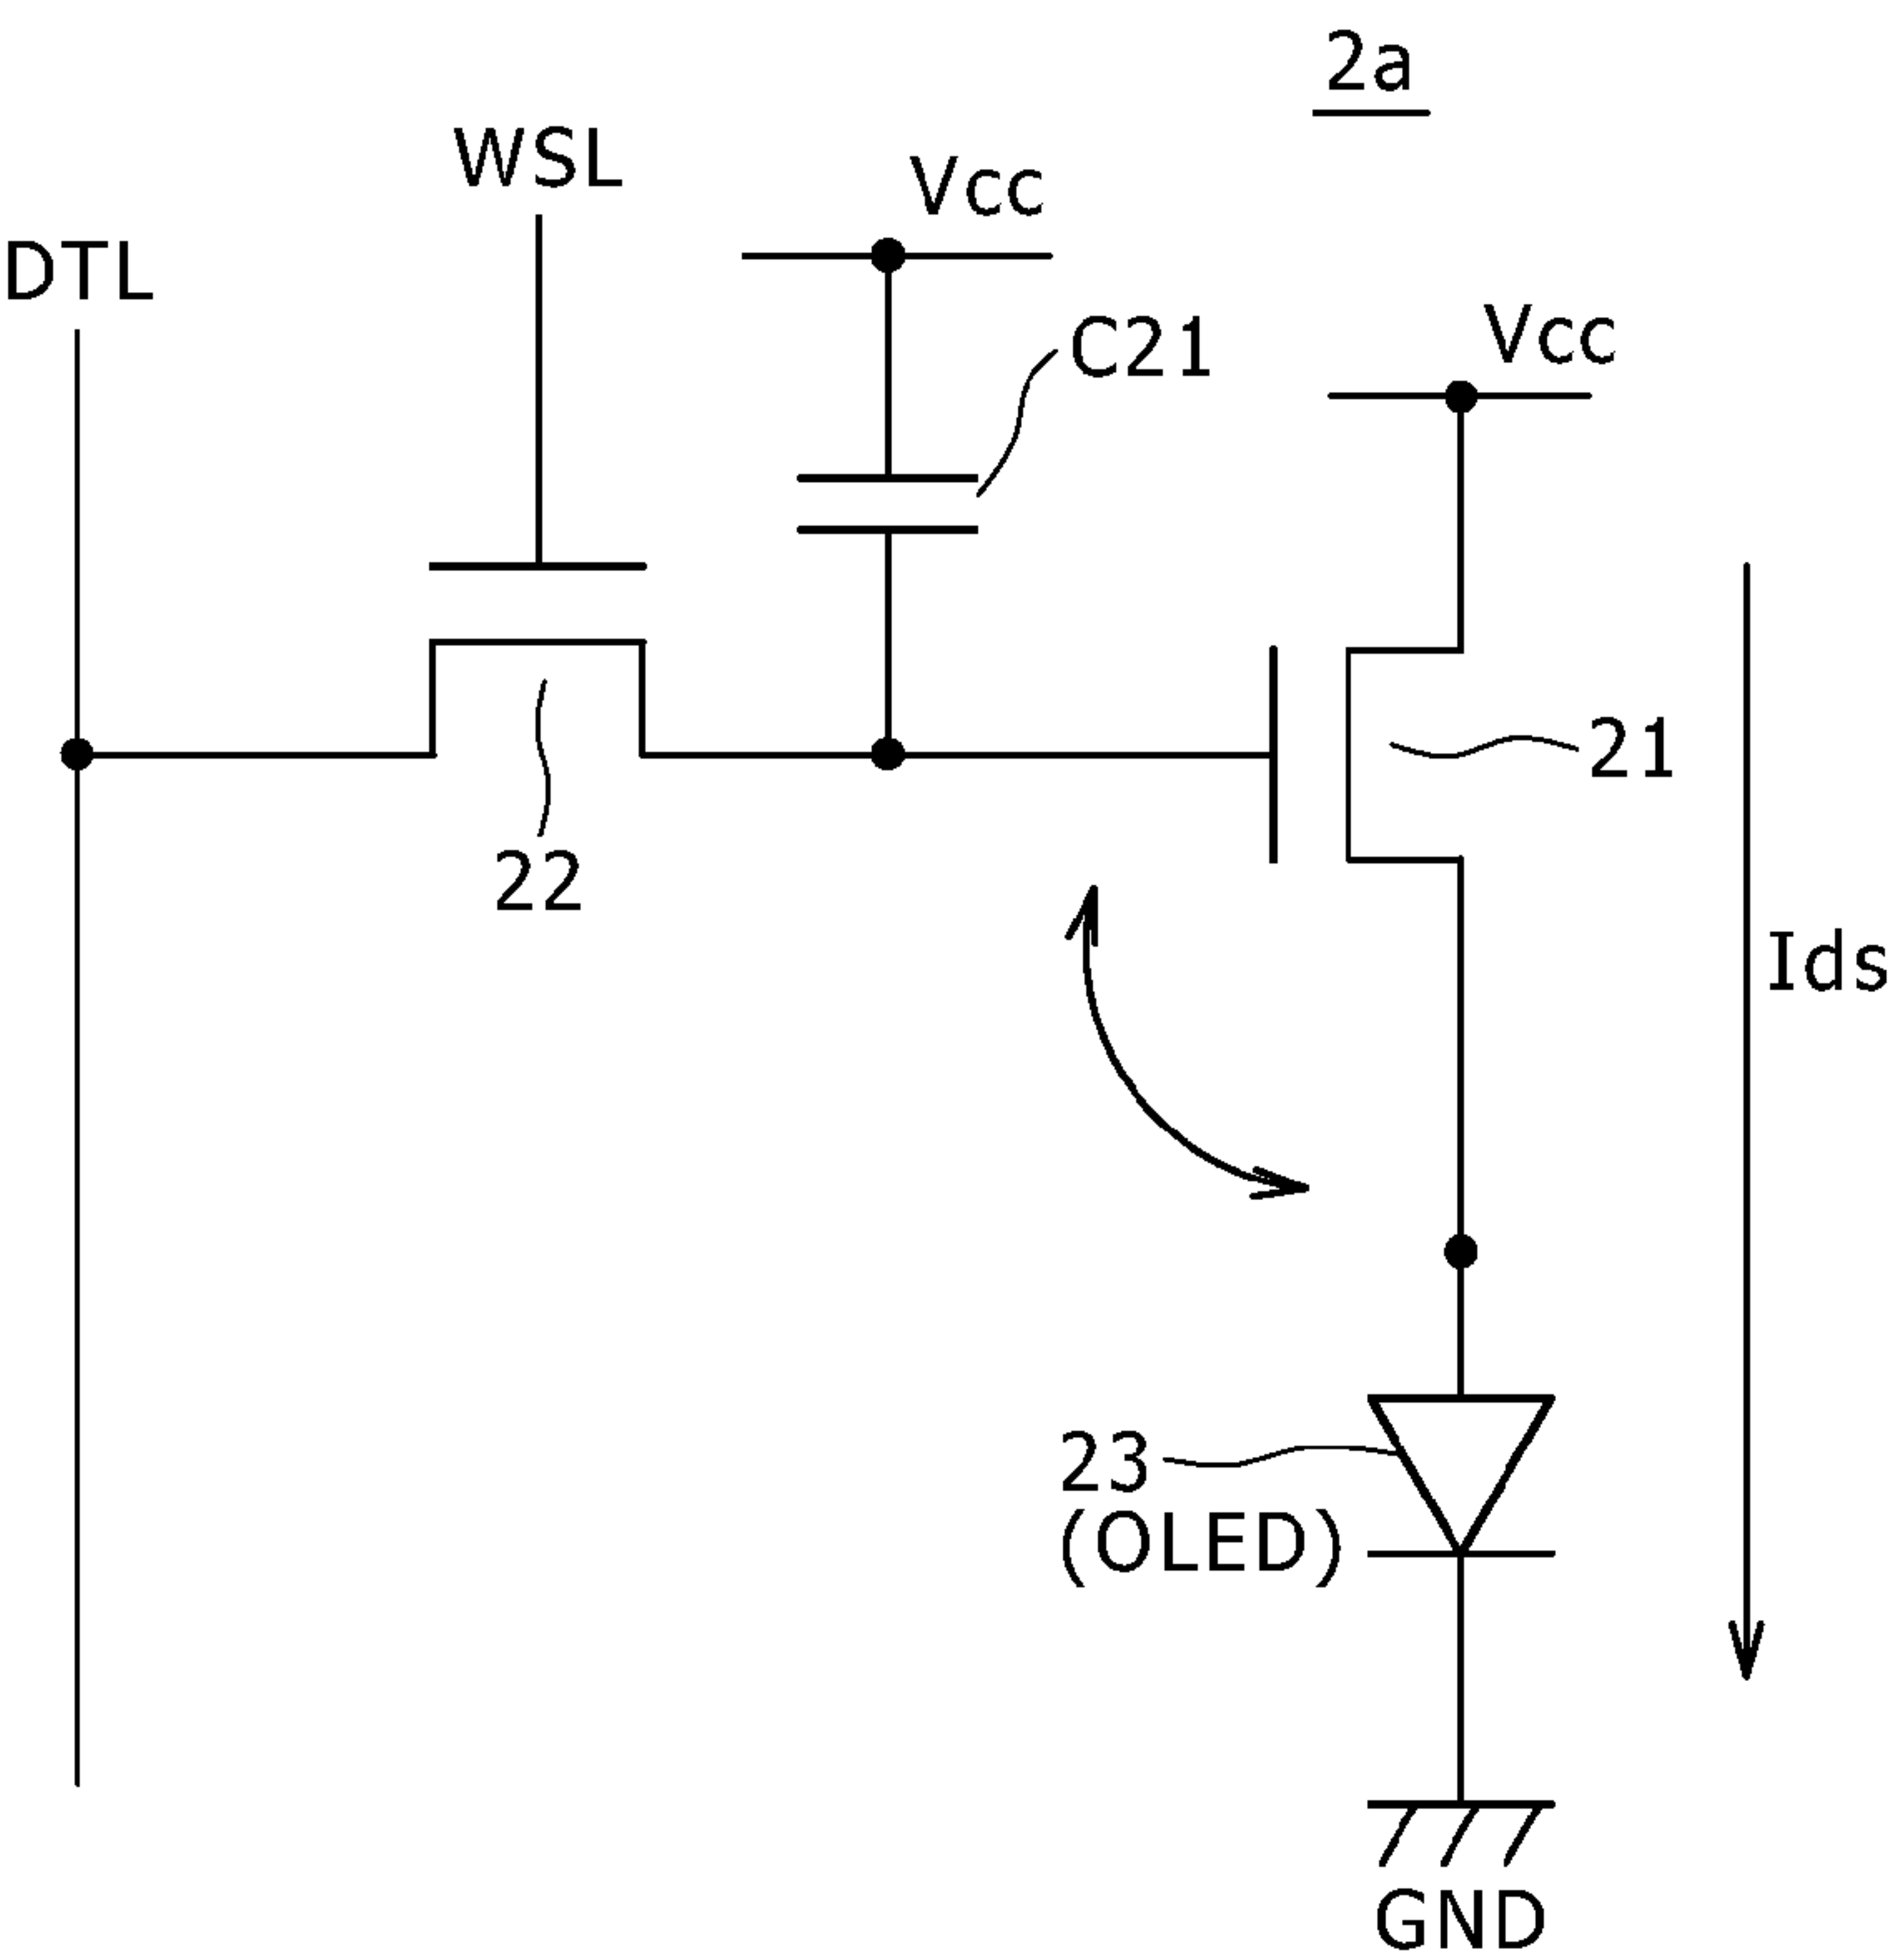 2a
WSL
Vcc
DTL
C21
Vcc
21
22
Ids
23
(OLED)
GND